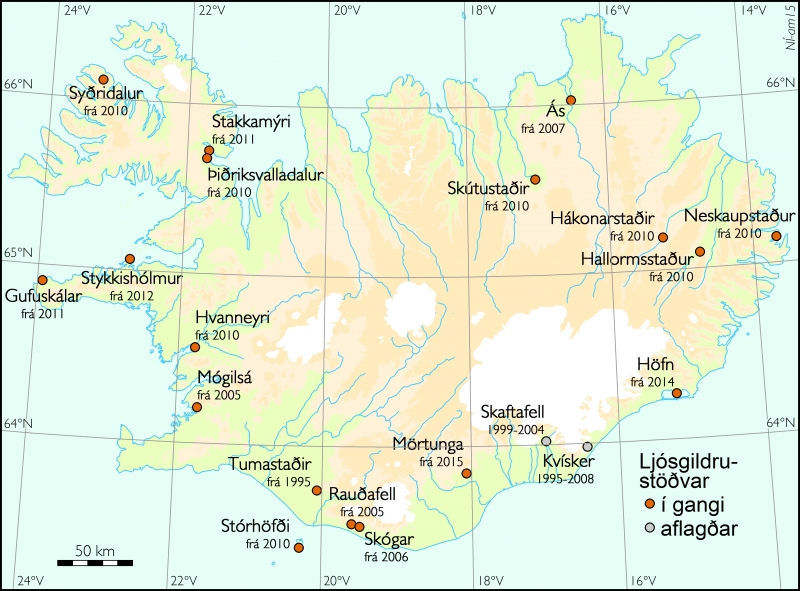 24°V
22°V
20°V
18°V
16°V
14°V
NÍ-am15
66°N
66°N
Syðridalur
frá 2010
Stakkamýri
frá 2011
Þiðriksvalladalur
frá 2010
Ás
frá 2007
Skútustaðir
frá 2010
Hákonarstaðir
frá 2010
Neskaupstaður
frá 2010
Hallormsstaður
frá 2010
65°N
65°N
Stykkishólmur
frá 2012
Gufuskálar
frá 2011
Hvanneyri
frá 2010
Mógilsá
frá 2005
Höfn
frá 2014
64°N
64°N
Skaftafell
1999-2004
Mörtunga
frá 2015
Kvísker
1995-2008
Tumastaðir
frá 1995
Rauðafell
frá 2005
Stórhöfði
frá 2010
Skógar
frá 2006
Ljósgildru-
stöðvar
í gangi
aflagðar
50 km
24°V
22°V
20°V
18°V
16°V